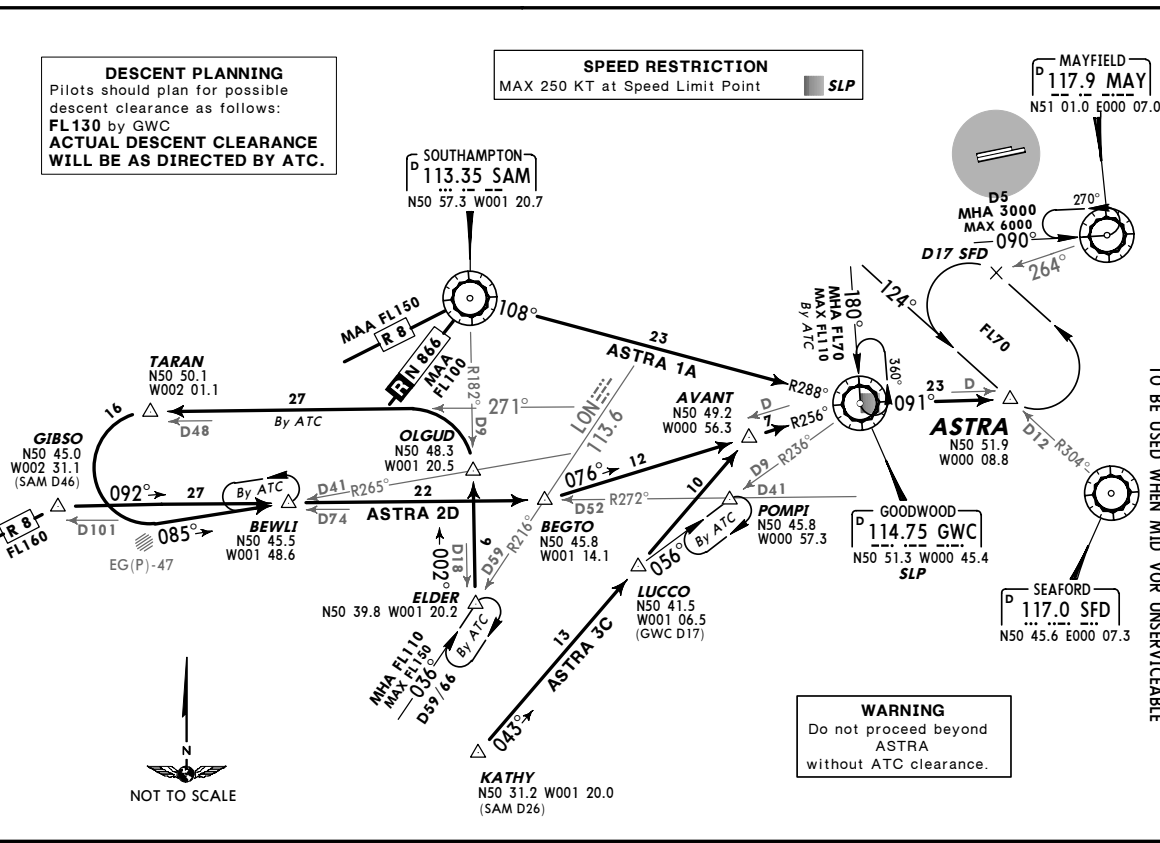 DESCENT PLANNING
Pilots should plan for possible
descent clearance as follows:
FL130 by GWC
ACTUAL DESCENT CLEARANCE
WILL BE AS DIRECTED BY ATC.
SPEED RESTRICTION
MAX 250 KT at Speed Limit Point
SLP
MAYFIELD
D 117.9 MAY
N51 01.0 E000 07.0
SOUTHAMPTON
D 113.35 SAM
N50 57.3 W001 20.7
D5
MHA 3000
MAX 6000
270°
090°
264°
D17 SFD
MAA FL150
R 8
R N 866
MAA
FL100
108°
23
ASTRA 1A
R288°
R182°
D9
LON
113.6
124°
180°
MHA FL70
MAX FL110
By ATC
360°
FL70
TARAN
N50 50.1
W002 01.1
16
27
By ATC
D48
271°
AVANT
N50 49.2
W000 56.3
D
7
R256°
R236°
D9
091°
23
D
ASTRA
N50 51.9
W000 08.8
D12
R304°
GIBSO
N50 45.0
W002 31.1
(SAM D46)
R 8
FL160
092°
27
D101
085°
EG(P)-47
By ATC
BEWLI
N50 45.5
W001 48.6
OLGUD
N50 48.3
W001 20.5
D41
R265°
22
D74
ASTRA 2D
076°
12
D52
R272°
D41
BEGTO
N50 45.8
W001 14.1
10
POMPI
N50 45.8
W000 57.3
By ATC
056°
GOODWOOD
D 114.75 GWC
N50 51.3 W000 45.4
SLP
SEAFORD
D 117.0 SFD
N50 45.6 E000 07.3
002°
D18
9
D59
R216°
ELDER
N50 39.8 W001 20.2
By ATC
MHA FL110
MAX FL150
036°
D59/66
LUCCO
N50 41.5
W001 06.5
(GWC D17)
13
ASTRA 3C
043°
KATHY
N50 31.2 W001 20.0
(SAM D26)
WARNING
Do not proceed beyond
ASTRA
without ATC clearance.
N
NOT TO SCALE
TO BE USED WHEN MID VOR UNSERVICEABLE